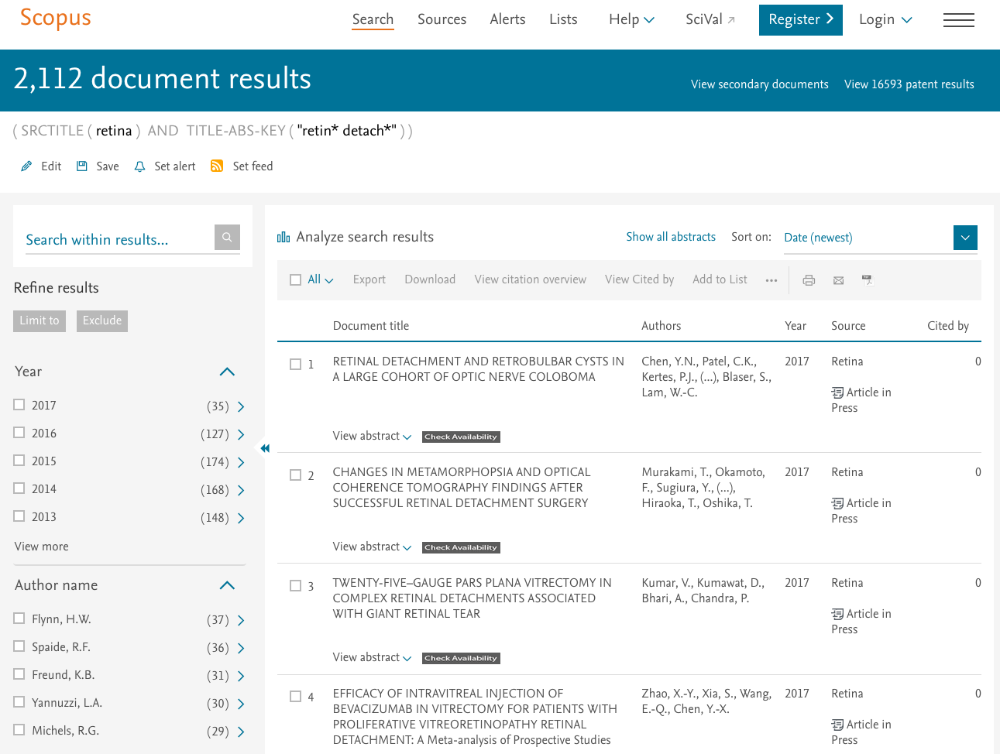 Scopus
Search Sources Alerts Lists Help SciVal Register Login
2,112 document results
View secondary documents View 16593 patent results
( SRCTITLE ( retina ) AND TITLE-ABS-KEY ( "retin* detach*" ) )
Edit Save Set alert Set feed
Search within results...
Refine results
Limit to Exclude
Year
2017 (35)
2016 (127)
2015 (174)
2014 (168)
2013 (148)
View more
Author name
Flynn, H.W. (37)
Spaide, R.F. (36)
Freund, K.B. (31)
Yannuzzi, L.A. (30)
Michels, R.G. (29)
Analyze search results
Show all abstracts Sort on: Date (newest)
All Export Download View citation overview View Cited by Add to List ...
Document title Authors Year Source Cited by
1 RETINAL DETACHMENT AND RETROBULBAR CYSTS IN Chen, Y.N., Patel, C.K., 2017 Retina 0
A LARGE COHORT OF OPTIC NERVE COLOBOMA Kertes, P.J., (...), Blaser, S.,
Lam, W.-C. Article in
Press
View abstract Check Availability
2 CHANGES IN METAMORPHOPSIA AND OPTICAL Murakami, T., Okamoto, 2017 Retina 0
COHERENCE TOMOGRAPHY FINDINGS AFTER F., Sugiura, Y., (...),
SUCCESSFUL RETINAL DETACHMENT SURGERY Hiraoka, T., Oshika, T. Article in
Press
View abstract Check Availability
3 TWENTY-FIVE–GAUGE PARS PLANA VITRECTOMY IN Kumar, V., Kumawat, D., 2017 Retina 0
COMPLEX RETINAL DETACHMENTS ASSOCIATED Bhari, A., Chandra, P.
WITH GIANT RETINAL TEAR Article in
Press
View abstract Check Availability
4 EFFICACY OF INTRAVITREAL INJECTION OF Zhao, X.-Y., Xia, S., Wang, 2017 Retina 0
BEVACIZUMAB IN VITRECTOMY FOR PATIENTS WITH E.-Q., Chen, Y.-X.
PROLIFERATIVE VITREORETINOPATHY RETINAL Article in
DETACHMENT: A Meta-analysis of Prospective Studies Press